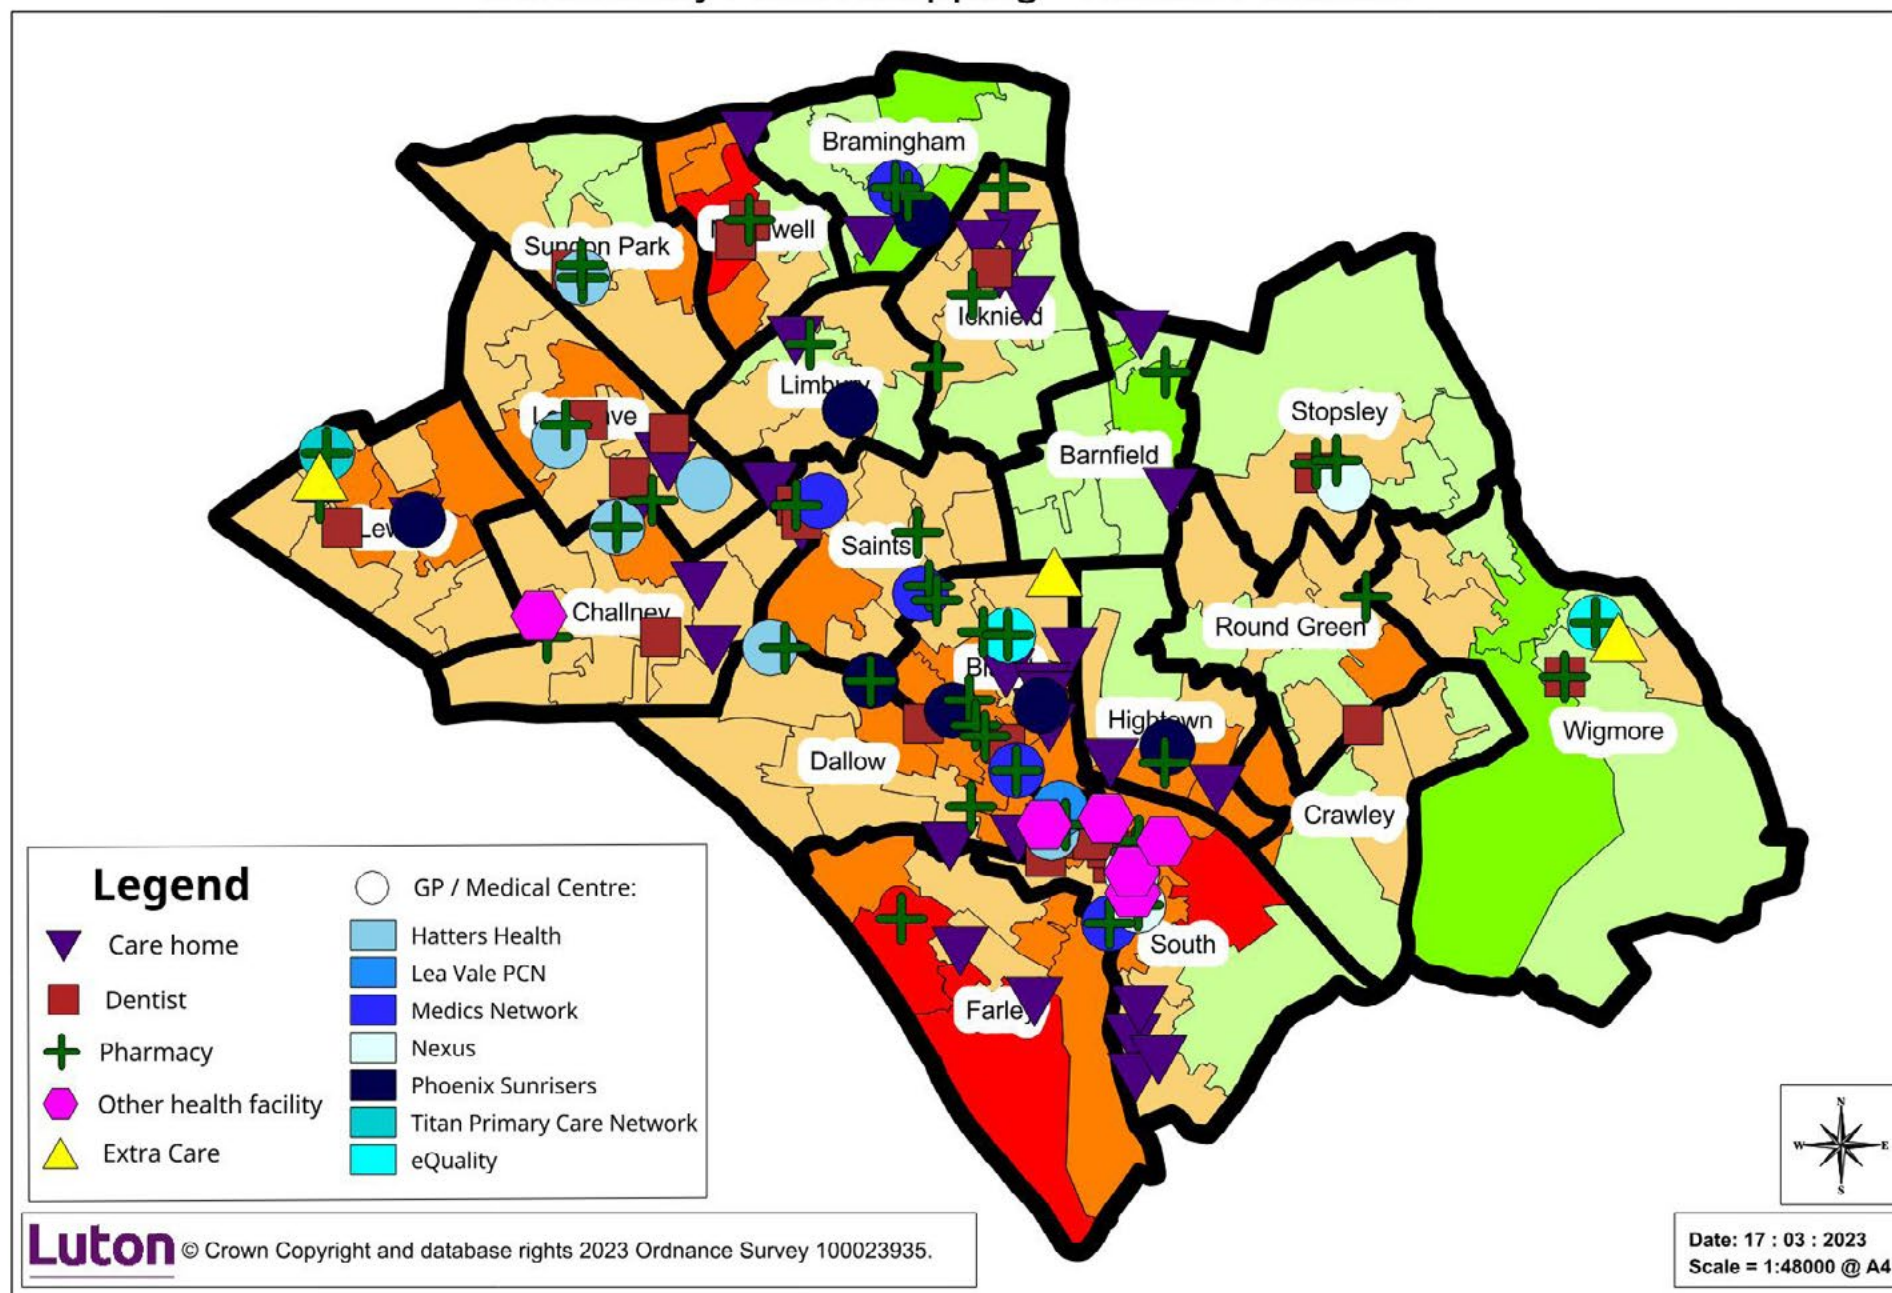 Bramingham
Sundon Park
well
Icknield
Limbury
Stopsley
Barnfield
Saints
Challney
Round Green
Hightown
Wigmore
Dallow
Crawley
South
Farley
Legend
Care home
Dentist
Pharmacy
Other health facility
Extra Care
GP / Medical Centre:
Hatters Health
Lea Vale PCN
Medics Network
Nexus
Phoenix Sunrisers
Titan Primary Care Network
eQuality
N
W
E
S
Luton © Crown Copyright and database rights 2023 Ordnance Survey 100023935.
Date: 17 : 03 : 2023
Scale = 1:48000 @ A4